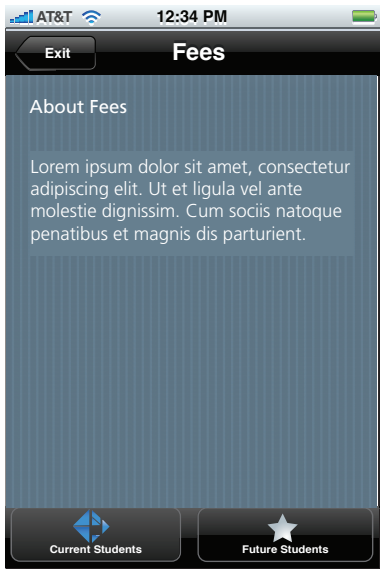 AT&T 12:34 PM
Exit Fees
About Fees
Lorem ipsum dolor sit amet, consectetur
adipiscing elit. Ut et ligula vel ante
molestie dignissim. Cum sociis natoque
penatibus et magnis dis parturient.
Current Students Future Students